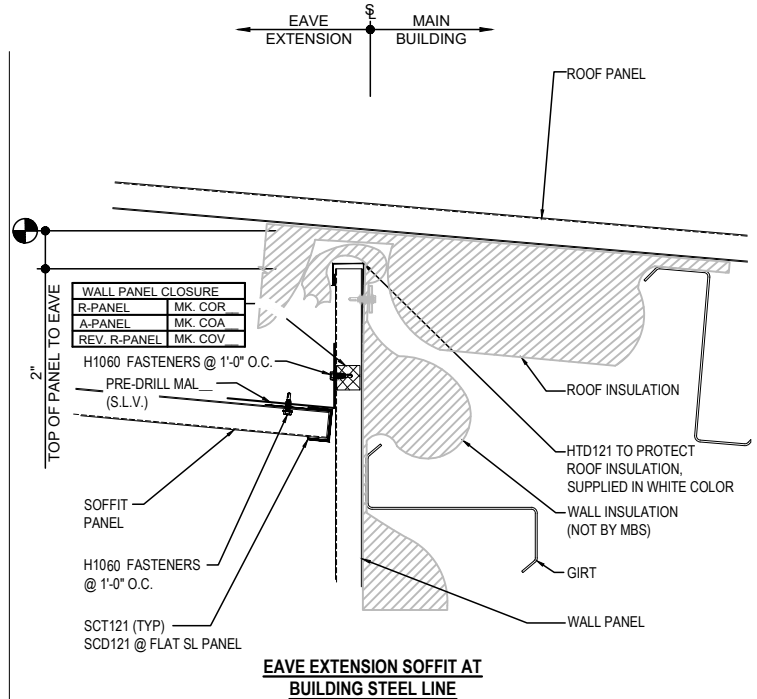 SL
EAVE EXTENSION
MAIN BUILDING
ROOF PANEL
2"
TOP OF PANEL TO EAVE
WALL PANEL CLOSURE
R-PANEL MK. COR__
A-PANEL MK. COA__
REV. R-PANEL MK. COV__
H1060 FASTENERS @ 1'-0" O.C.
PRE-DRILL MAL__
(S.L.V.)
ROOF INSULATION
HTD121 TO PROTECT
ROOF INSULATION,
SUPPLIED IN WHITE COLOR
SOFFIT
PANEL
WALL INSULATION
(NOT BY MBS)
H1060 FASTENERS
@ 1'-0" O.C.
GIRT
SCT121 (TYP)
SCD121 @ FLAT SL PANEL
WALL PANEL
EAVE EXTENSION SOFFIT AT
BUILDING STEEL LINE